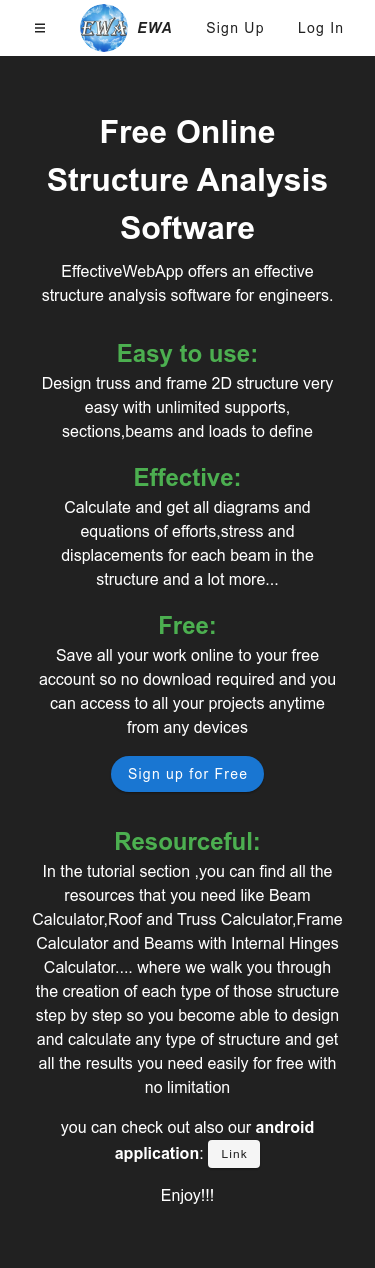 EWA EWA Sign Up Log In
Free Online
Structure Analysis
Software
EffectiveWebApp offers an effective
structure analysis software for engineers.
Easy to use:
Design truss and frame 2D structure very
easy with unlimited supports,
sections,beams and loads to define
Effective:
Calculate and get all diagrams and
equations of efforts,stress and
displacements for each beam in the
structure and a lot more...
Free:
Save all your work online to your free
account so no download required and you
can access to all your projects anytime
from any devices
Sign up for Free
Resourceful:
In the tutorial section ,you can find all the
resources that you need like Beam
Calculator,Roof and Truss Calculator,Frame
Calculator and Beams with Internal Hinges
Calculator.... where we walk you through
the creation of each type of those structure
step by step so you become able to design
and calculate any type of structure and get
all the results you need easily for free with
no limitation
you can check out also our android
application: Link
Enjoy!!!